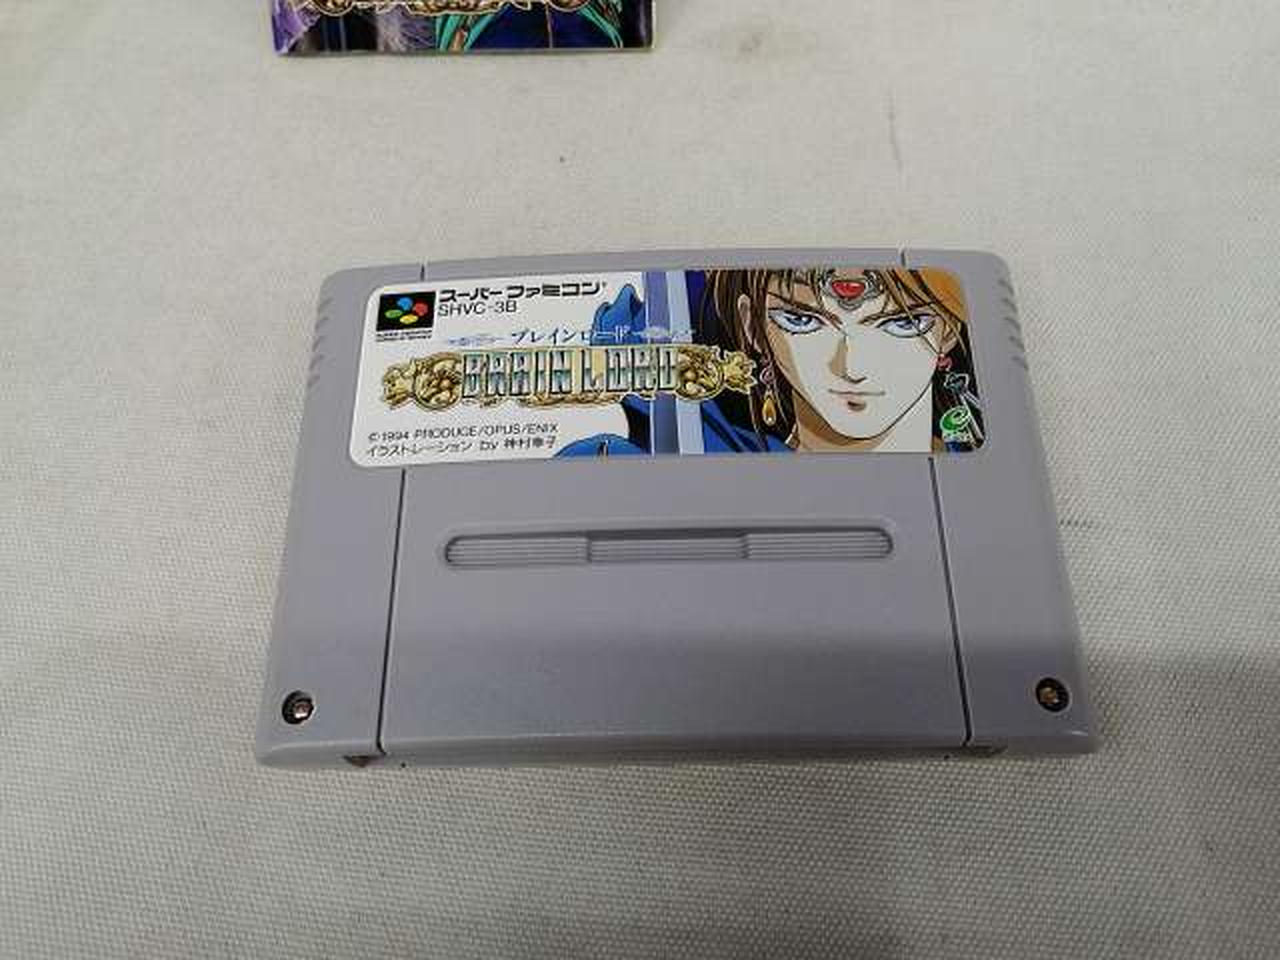 スーパーファミコン
SHVC-3B
ブレインロード
BRAIN LORD
©1994 PRODUCE/OPUS/ENIX
イラストレーション by 神村幸子